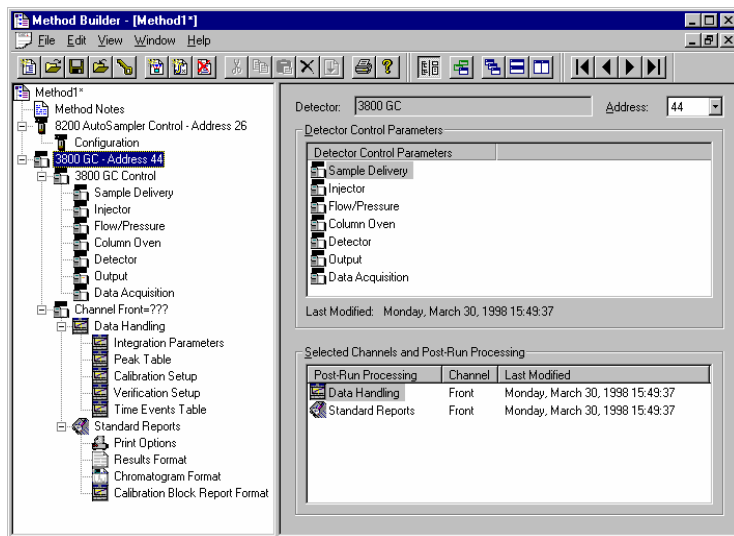 Method Builder - [Method1*]
File Edit View Window Help
Method1*
Method Notes
8200 AutoSampler Control - Address 26
Configuration
3800 GC - Address 44
3800 GC Control
Sample Delivery
Injector
Flow/Pressure
Column Oven
Detector
Output
Data Acquisition
Channel Front=???
Data Handling
Integration Parameters
Peak Table
Calibration Setup
Verification Setup
Time Events Table
Standard Reports
Print Options
Results Format
Chromatogram Format
Calibration Block Report Format
Detector: 3800 GC Address: 44
Detector Control Parameters
Detector Control Parameters
Sample Delivery
Injector
Flow/Pressure
Column Oven
Detector
Output
Data Acquisition
Last Modified: Monday, March 30, 1998 15:49:37
Selected Channels and Post-Run Processing
Post-Run Processing Channel Last Modified
Data Handling Front Monday, March 30, 1998 15:49:37
Standard Reports Front Monday, March 30, 1998 15:49:37